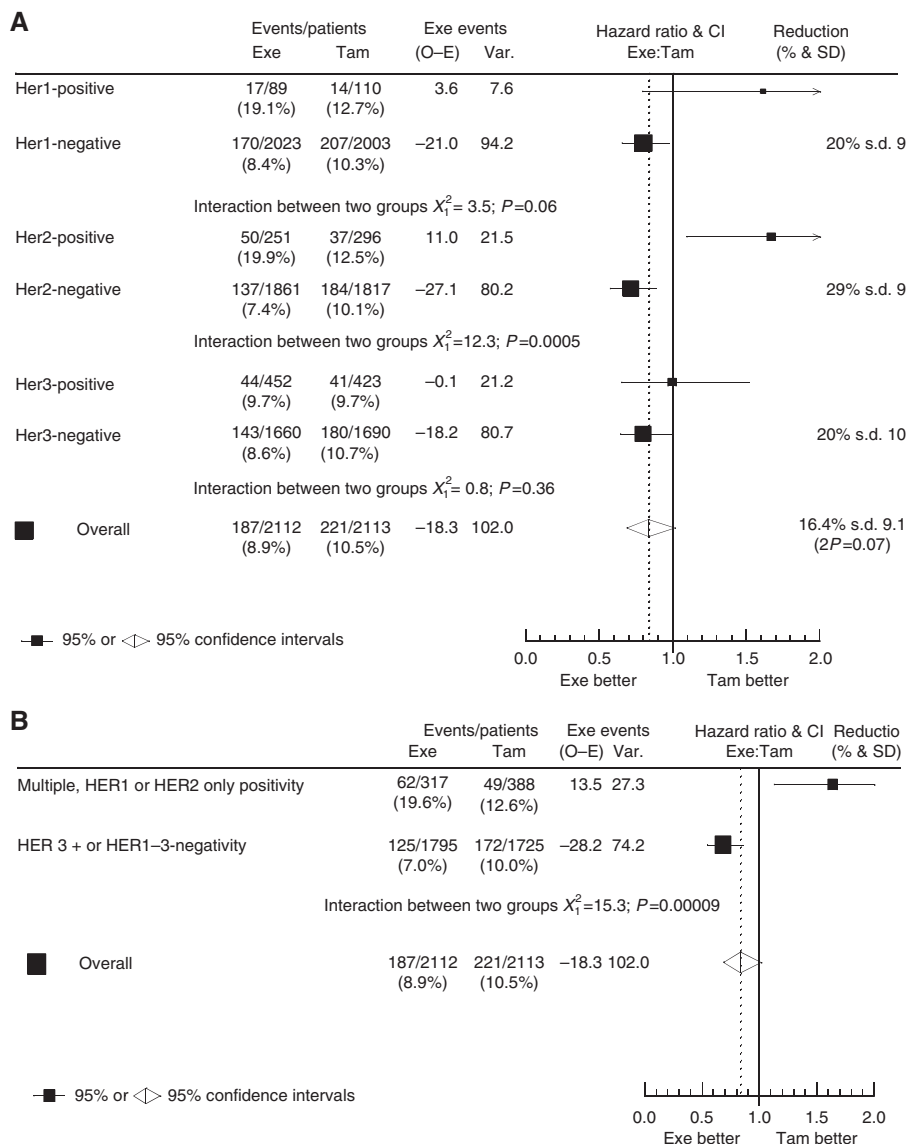 A
Events/patients Exe events Hazard ratio & CI Reduction
Exe Tam (O–E) Var. Exe:Tam (% & SD)
Her1-positive 17/89 14/110 3.6 7.6
(19.1%) (12.7%)
Her1-negative 170/2023 207/2003 –21.0 94.2 20% s.d. 9
(8.4%) (10.3%)
Interaction between two groups X₁²= 3.5; P=0.06
Her2-positive 50/251 37/296 11.0 21.5
(19.9%) (12.5%)
Her2-negative 137/1861 184/1817 –27.1 80.2 29% s.d. 9
(7.4%) (10.1%)
Interaction between two groups X₁²=12.3; P=0.0005
Her3-positive 44/452 41/423 –0.1 21.2
(9.7%) (9.7%)
Her3-negative 143/1660 180/1690 –18.2 80.7 20% s.d. 10
(8.6%) (10.7%)
Interaction between two groups X₁²= 0.8; P=0.36
Overall 187/2112 221/2113 –18.3 102.0 16.4% s.d. 9.1
(8.9%) (10.5%) (2P=0.07)
95% or 95% confidence intervals
0.0 0.5 1.0 1.5 2.0
Exe better Tam better
B
Events/patients Exe events Hazard ratio & CI Reductio
Exe Tam (O–E) Var. Exe:Tam (% & SD)
Multiple, HER1 or HER2 only positivity 62/317 49/388 13.5 27.3
(19.6%) (12.6%)
HER 3 + or HER1–3-negativity 125/1795 172/1725 –28.2 74.2
(7.0%) (10.0%)
Interaction between two groups X₁²=15.3; P=0.00009
Overall 187/2112 221/2113 –18.3 102.0
(8.9%) (10.5%)
95% or 95% confidence intervals
0.0 0.5 1.0 1.5 2.0
Exe better Tam better